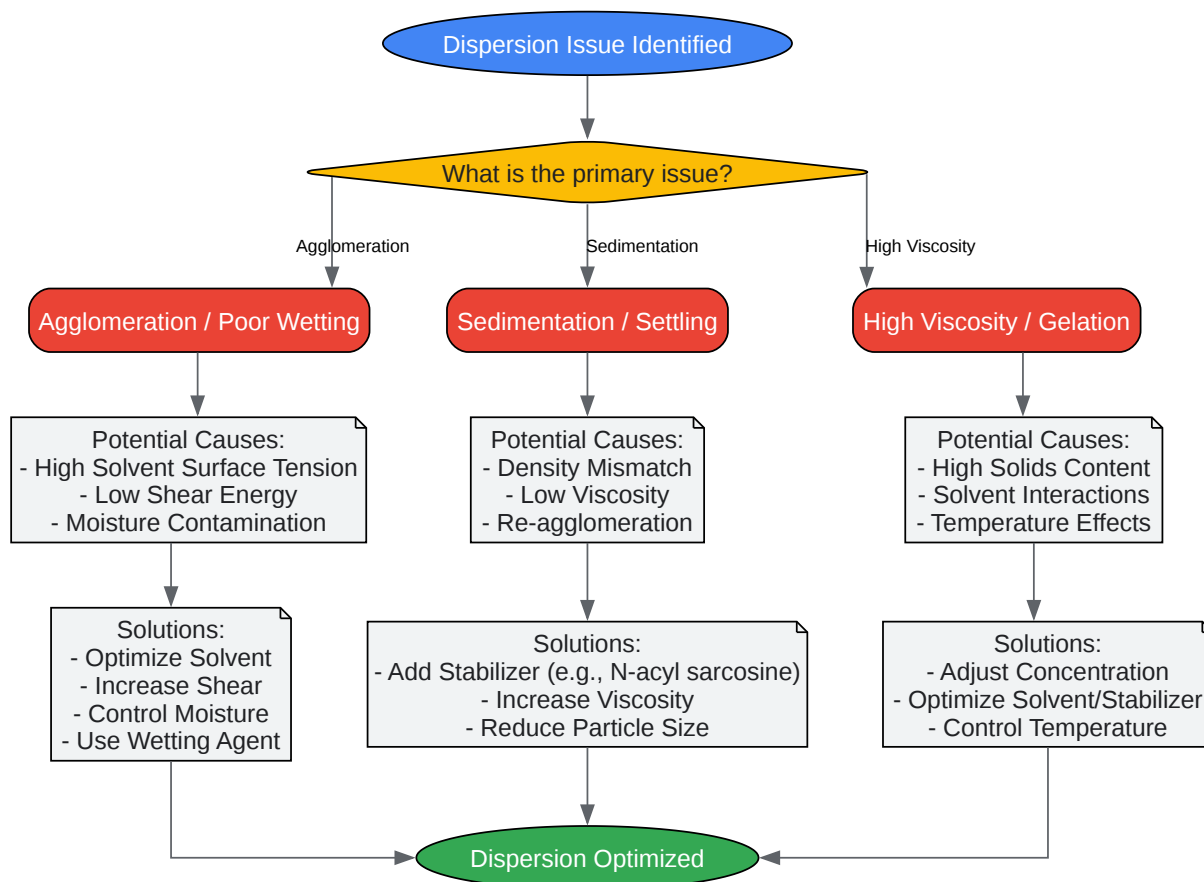 Dispersion Issue Identified
What is the primary issue?
Agglomeration
Sedimentation
High Viscosity
Agglomeration / Poor Wetting
Sedimentation / Settling
High Viscosity / Gelation
Potential Causes:
- High Solvent Surface Tension
- Low Shear Energy
- Moisture Contamination
Potential Causes:
- Density Mismatch
- Low Viscosity
- Re-agglomeration
Potential Causes:
- High Solids Content
- Solvent Interactions
- Temperature Effects
Solutions:
- Optimize Solvent
- Increase Shear
- Control Moisture
- Use Wetting Agent
Solutions:
- Add Stabilizer (e.g., N-acyl sarcosine)
- Increase Viscosity
- Reduce Particle Size
Solutions:
- Adjust Concentration
- Optimize Solvent/Stabilizer
- Control Temperature
Dispersion Optimized